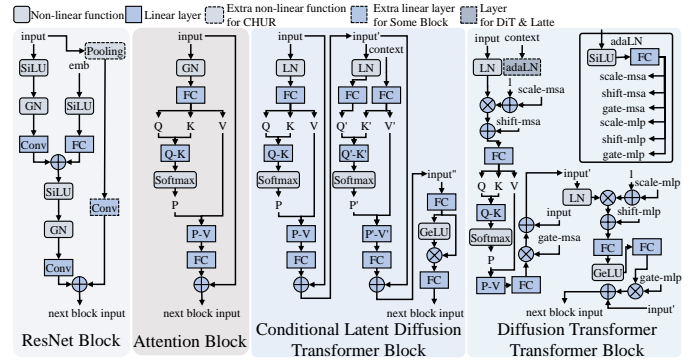 Non-linear function
Linear layer
Extra non-linear function
for CHUR
Extra linear layer
for Some Block
Layer
for DiT & Latte
input
Pooling
SiLU
emb
GN
SiLU
Conv
FC
SiLU
Conv
GN
Conv
next block input
ResNet Block
input
GN
FC
Q K V
Q-K
Softmax
P
P-V
FC
next block input
Attention Block
input
LN
FC
Q K V
Q-K
Softmax
P
P-V
FC
input'
context
LN
FC
FC
Q' K' V'
Q'-K'
Softmax
P'
P'-V'
FC
input''
FC
GeLU
FC
next block input
Conditional Latent Diffusion
Transformer Block
input
context
LN
adaLN
1
scale-msa
shift-msa
FC
Q K V
Q-K
Softmax
P
P-V
FC
gate-msa
input
adaLN
SiLU
FC
scale-msa
shift-msa
gate-msa
scale-mlp
shift-mlp
gate-mlp
input'
LN
1
scale-mlp
shift-mlp
FC
FC
GeLU
gate-mlp
input'
next block input
Diffusion Transformer
Transformer Block